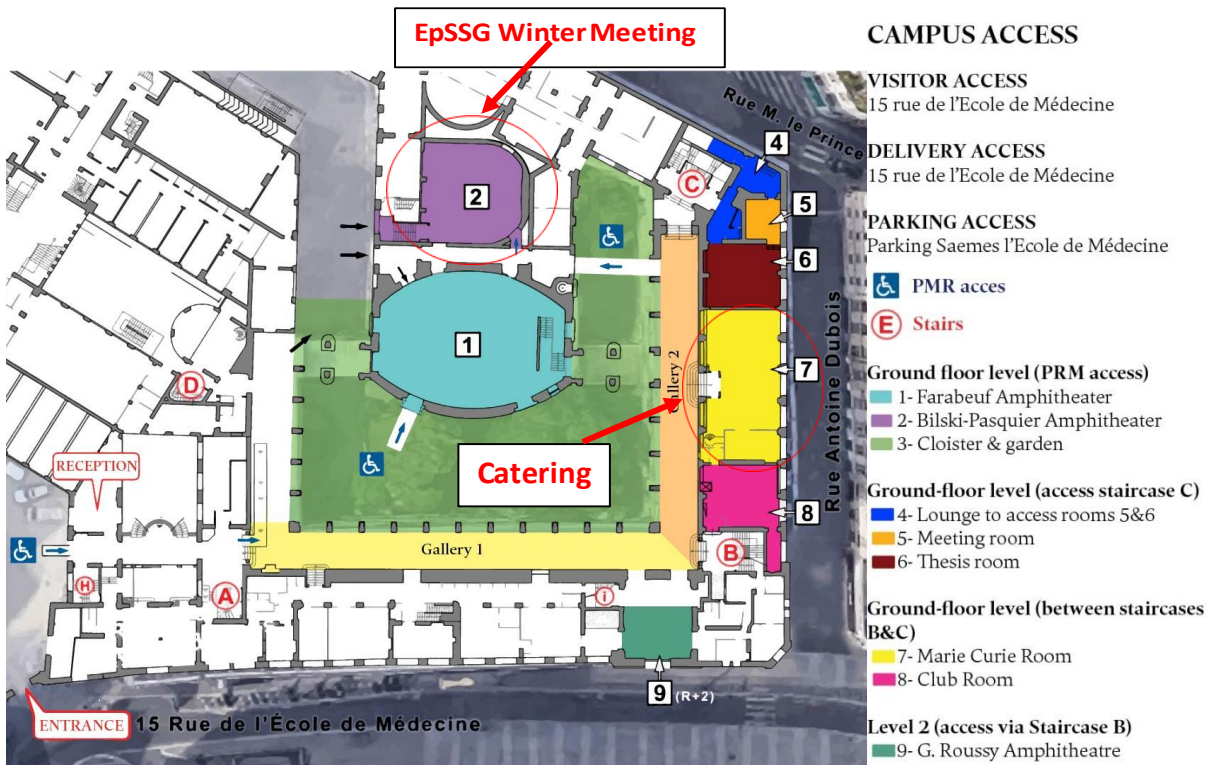 EpSSG Winter Meeting
Rue M. le Prince
4
C
5
2
6
1
Gallery 2
7
Rue Antoine Dubois
D
RECEPTION
Catering
8
Gallery 1
B
H
A
i
9 (R+2)
ENTRANCE
15 Rue de l'École de Médecine
CAMPUS ACCESS
VISITOR ACCESS
15 rue de l'Ecole de Médecine
DELIVERY ACCESS
15 rue de l'Ecole de Médecine
PARKING ACCESS
Parking Saemes l'Ecole de Médecine
PMR acces
E Stairs
Ground floor level (PRM access)
1- Farabeuf Amphitheater
2- Bilski-Pasquier Amphitheater
3- Cloister & garden
Ground-floor level (access staircase C)
4- Lounge to access rooms 5&6
5- Meeting room
6- Thesis room
Ground-floor level (between staircases
B&C)
7- Marie Curie Room
8- Club Room
Level 2 (access via Staircase B)
9- G. Roussy Amphitheatre